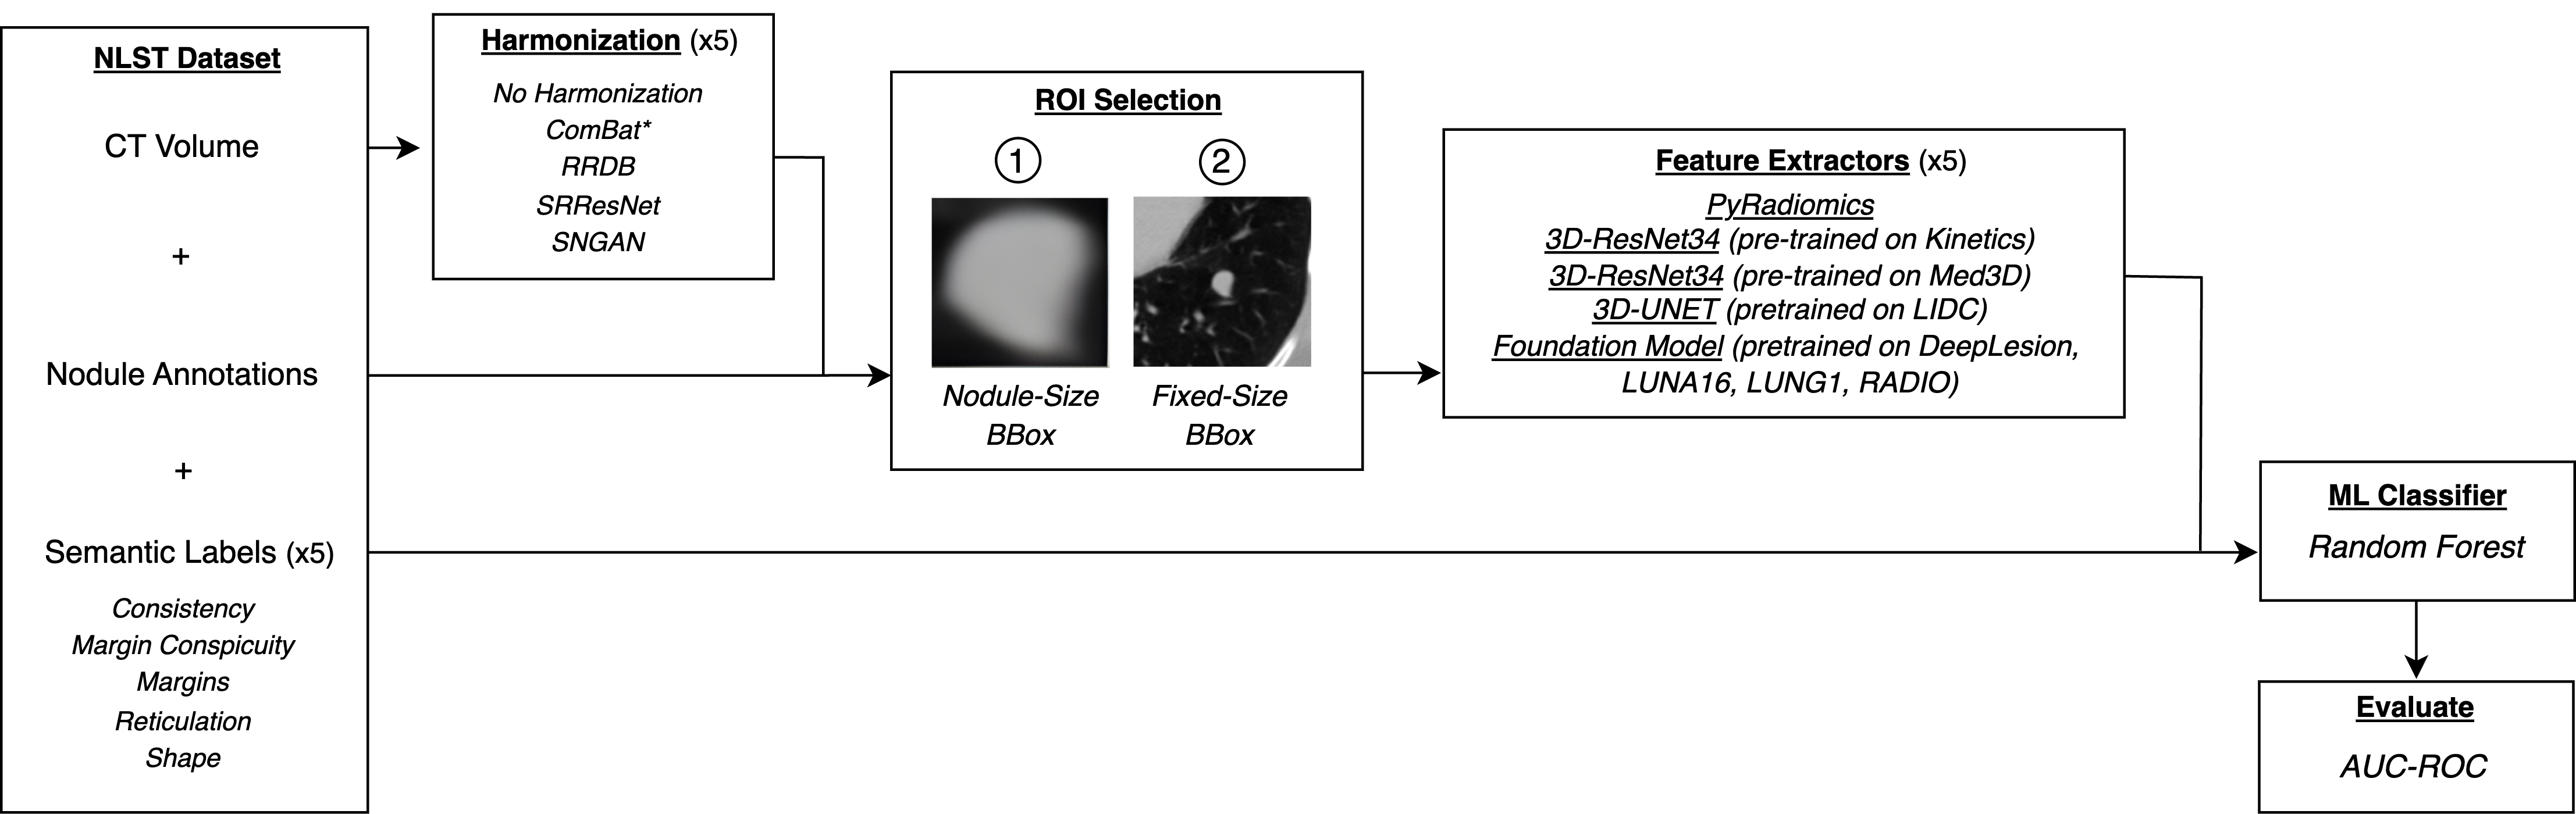 NLST Dataset
CT Volume
+
Nodule Annotations
+
Semantic Labels (x5)
Consistency
Margin Conspicuity
Margins
Reticulation
Shape
Harmonization (x5)
No Harmonization
ComBat*
RRDB
SRResNet
SNGAN
ROI Selection
1
Nodule-Size
BBox
2
Fixed-Size
BBox
Feature Extractors (x5)
PyRadiomics
3D-ResNet34 (pre-trained on Kinetics)
3D-ResNet34 (pre-trained on Med3D)
3D-UNET (pretrained on LIDC)
Foundation Model (pretrained on DeepLesion,
LUNA16, LUNG1, RADIO)
ML Classifier
Random Forest
Evaluate
AUC-ROC